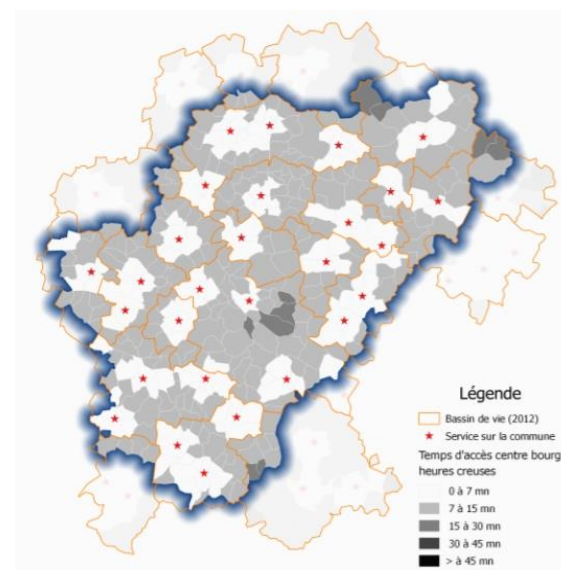 Légende
Bassin de vie (2012)
Service sur la commune
Temps d'accès centre bourg
heures creuses
0 à 7 mn
7 à 15 mn
15 à 30 mn
30 à 45 mn
> à 45 mn